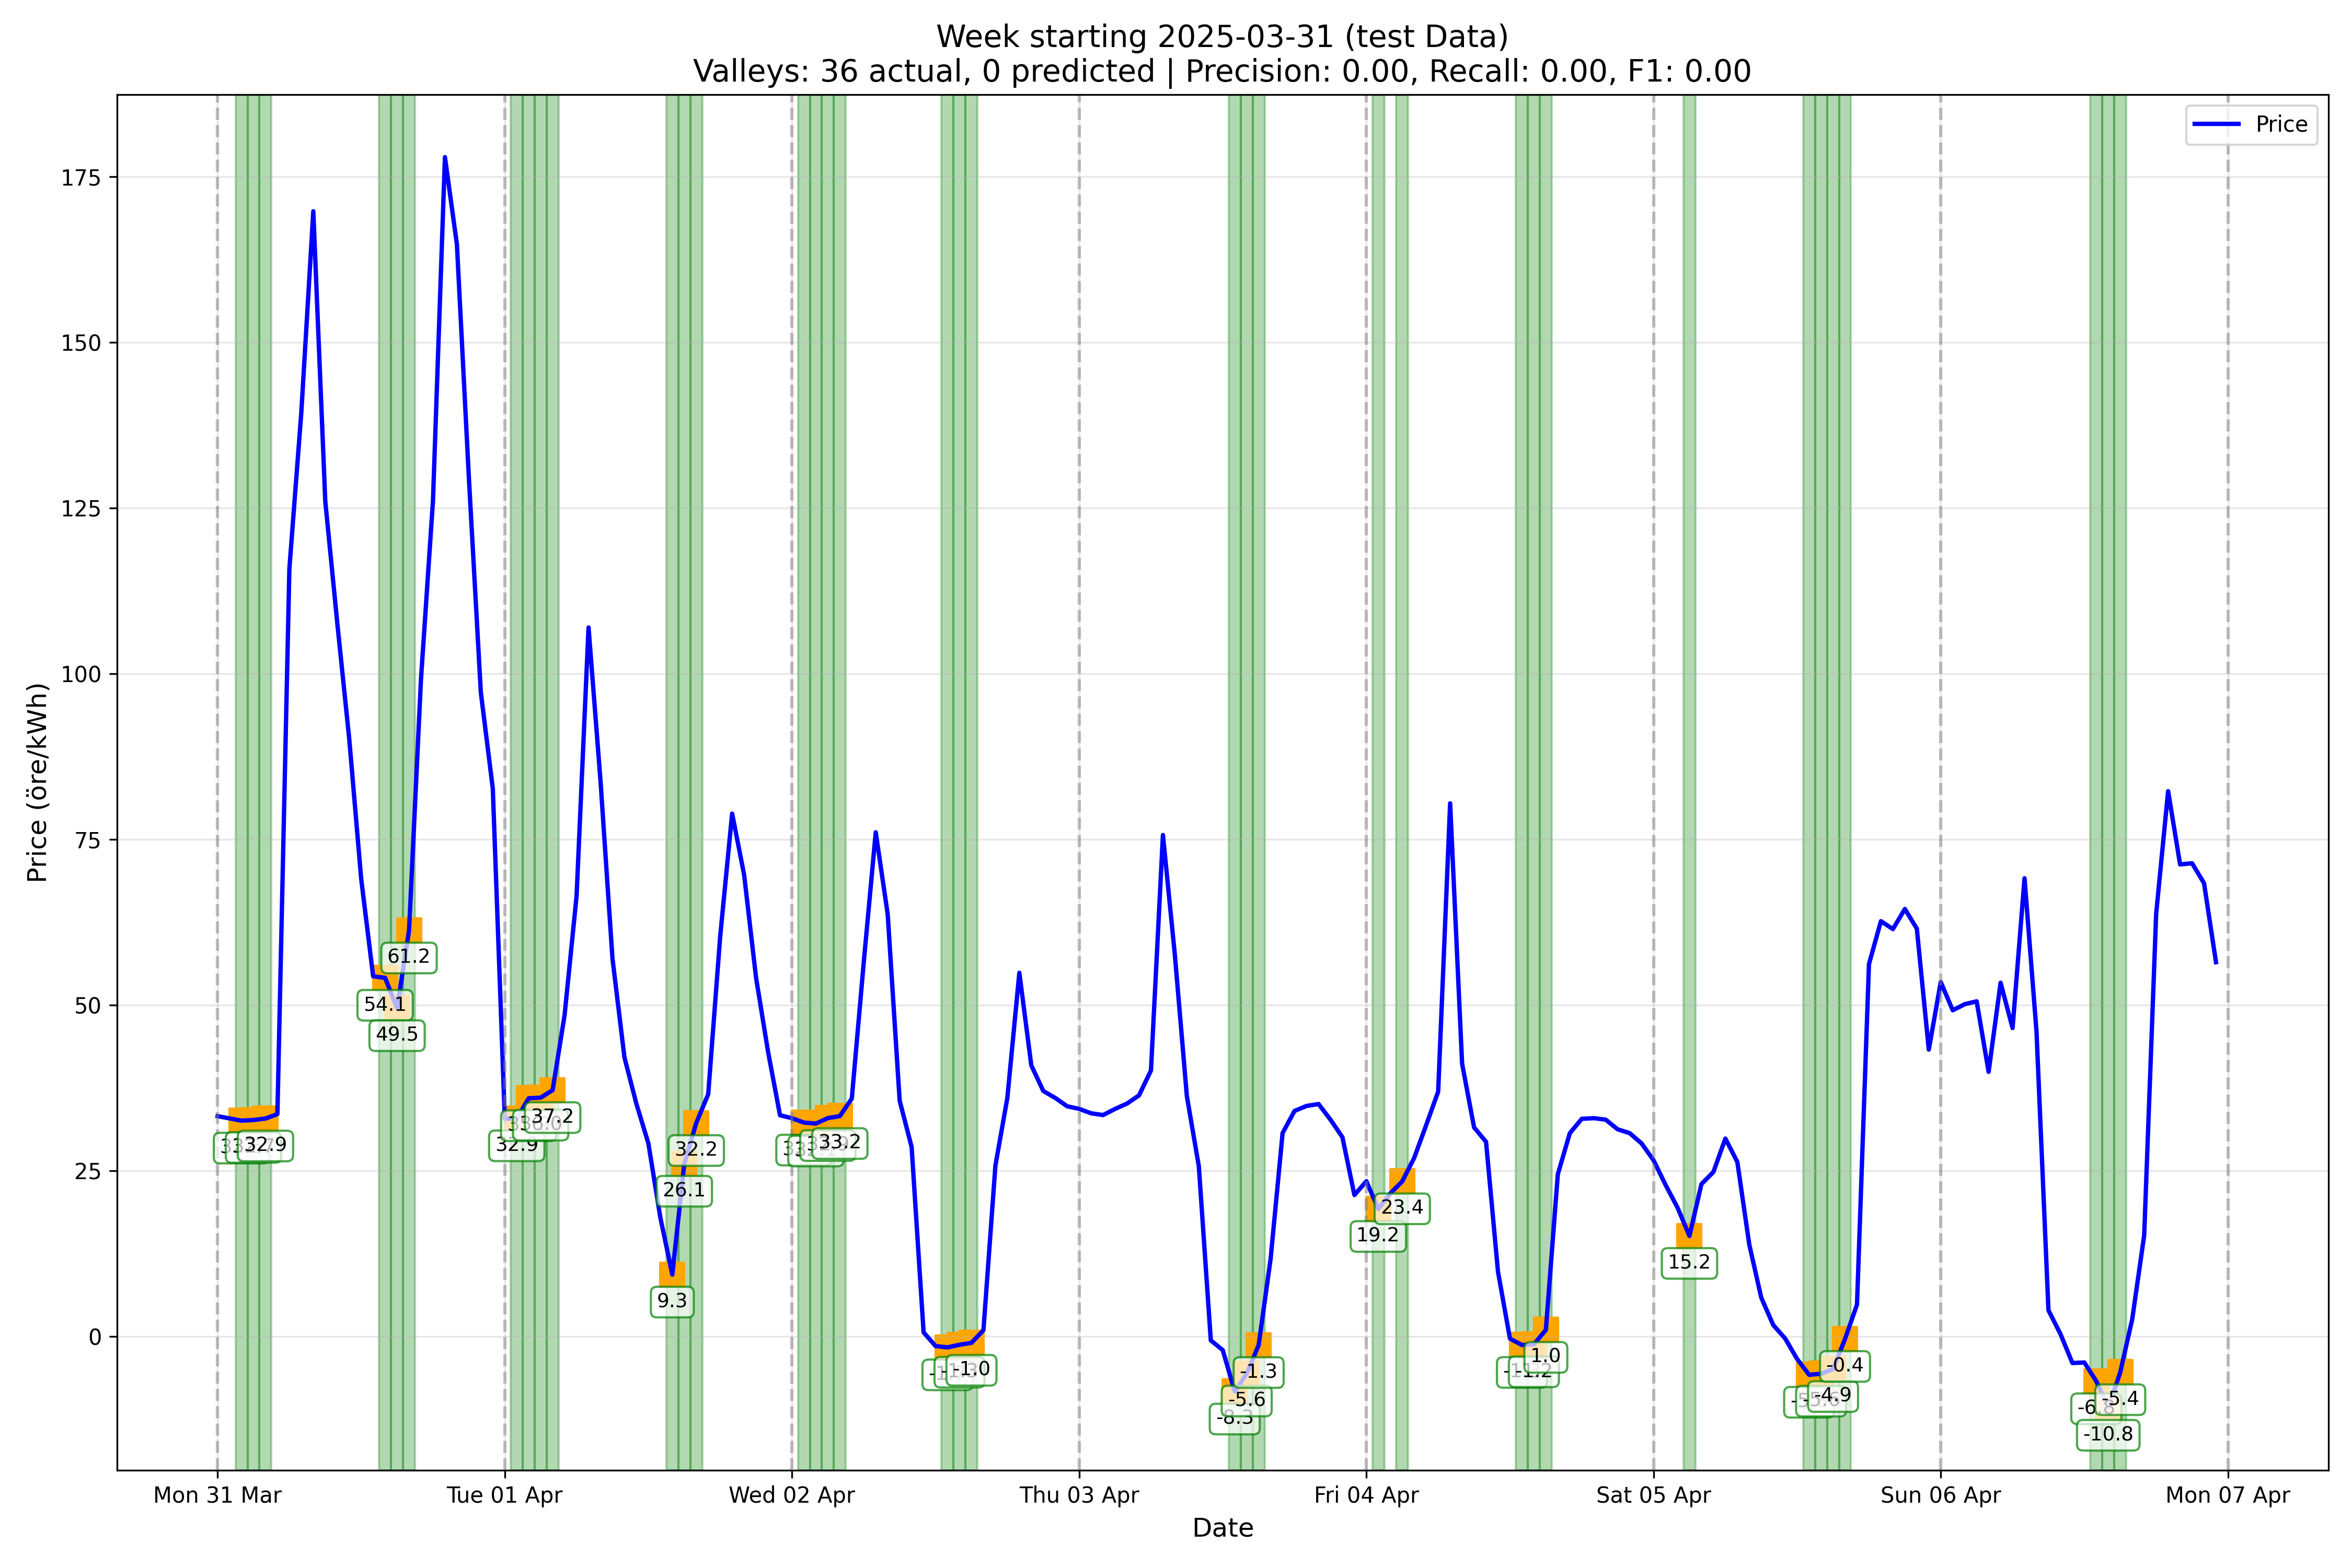 Week starting 2025-03-31 (test Data)
Valleys: 36 actual, 0 predicted | Precision: 0.00, Recall: 0.00, F1: 0.00
Price
175
150
125
100
75
50
25
0
Price (öre/kWh)
32.9
54.1
49.5
61.2
32.9
37.2
9.3
26.1
32.2
33.2
-1.0
-8.3
-5.6
-1.3
19.2
23.4
1.0
15.2
-4.9
-0.4
-6.8
-10.8
-5.4
Mon 31 Mar
Tue 01 Apr
Wed 02 Apr
Thu 03 Apr
Fri 04 Apr
Sat 05 Apr
Sun 06 Apr
Mon 07 Apr
Date